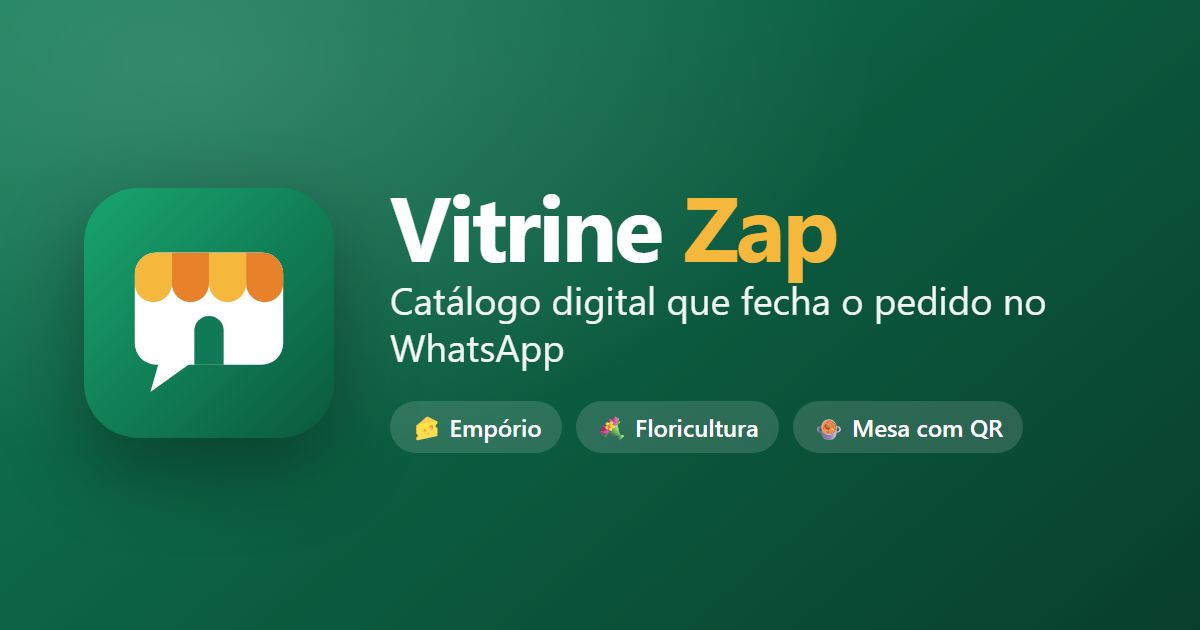 Vitrine Zap
Catálogo digital que fecha o pedido no
WhatsApp
Empório
Floricultura
Mesa com QR